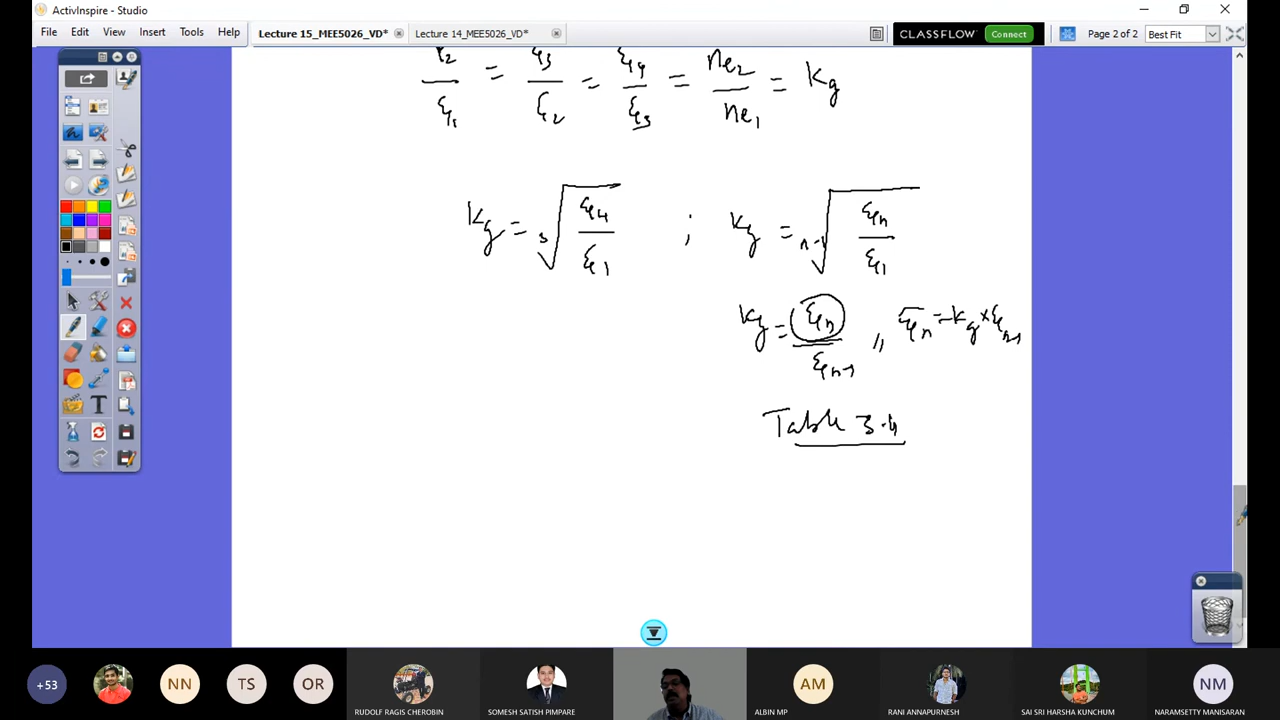 ActivInspire - Studio
File Edit View Insert Tools Help
Lecture 15_MEE5026_VD* Lecture 14_MEE5026_VD*
CLASSFLOW Connect
Page 2 of 2 Best Fit
ξ2/ξ1 = ξ3/ξ2 = ξ4/ξ3 = ne2/ne1 = kg
kg = ³√(ξ4/ξ1) ; kg = ⁿ⁻¹√(ξn/ξ1)
kg = ξn/ξn-1 ,, ξn = kg × ξn-1
Table 3.4
+53 NN TS OR AM NM
RUDOLF RAGIS CHEROBIN SOMESH SATISH PIMPARE ALBIN MP RANI ANNAPURNESH SAI SRI HARSHA KUNCHUM NARAMSETTY MANISRAN